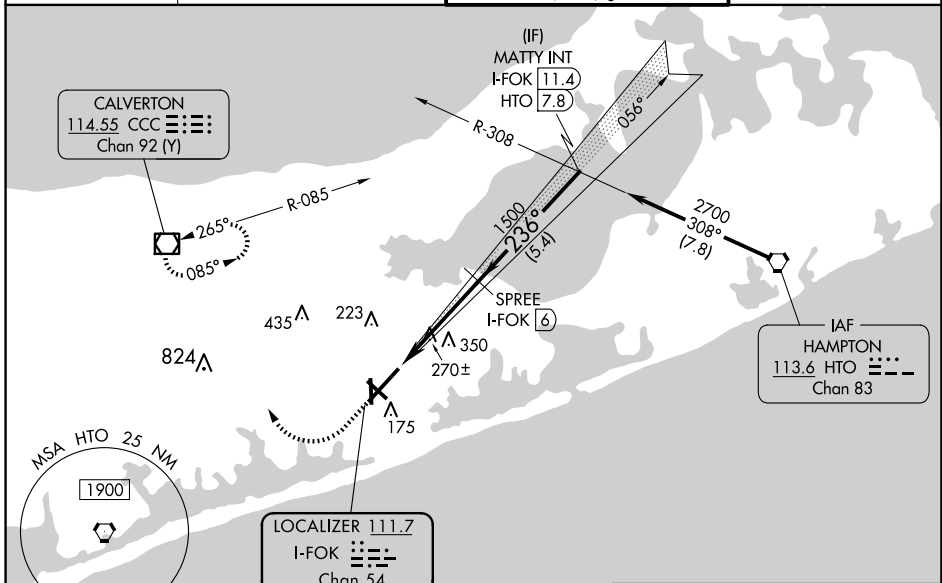 (IF)
MATTY INT
I-FOK 11.4
HTO 7.8
CALVERTON
114.55 CCC
Chan 92 (Y)
R-308
056°
R-085
265°
085°
1500
236°
(5.4)
2700
308°
(7.8)
SPREE
I-FOK 6
435
223
350
270±
824
175
IAF
HAMPTON
113.6 HTO
Chan 83
MSA HTO 25 NM
1900
LOCALIZER 111.7
I-FOK
Chan 54